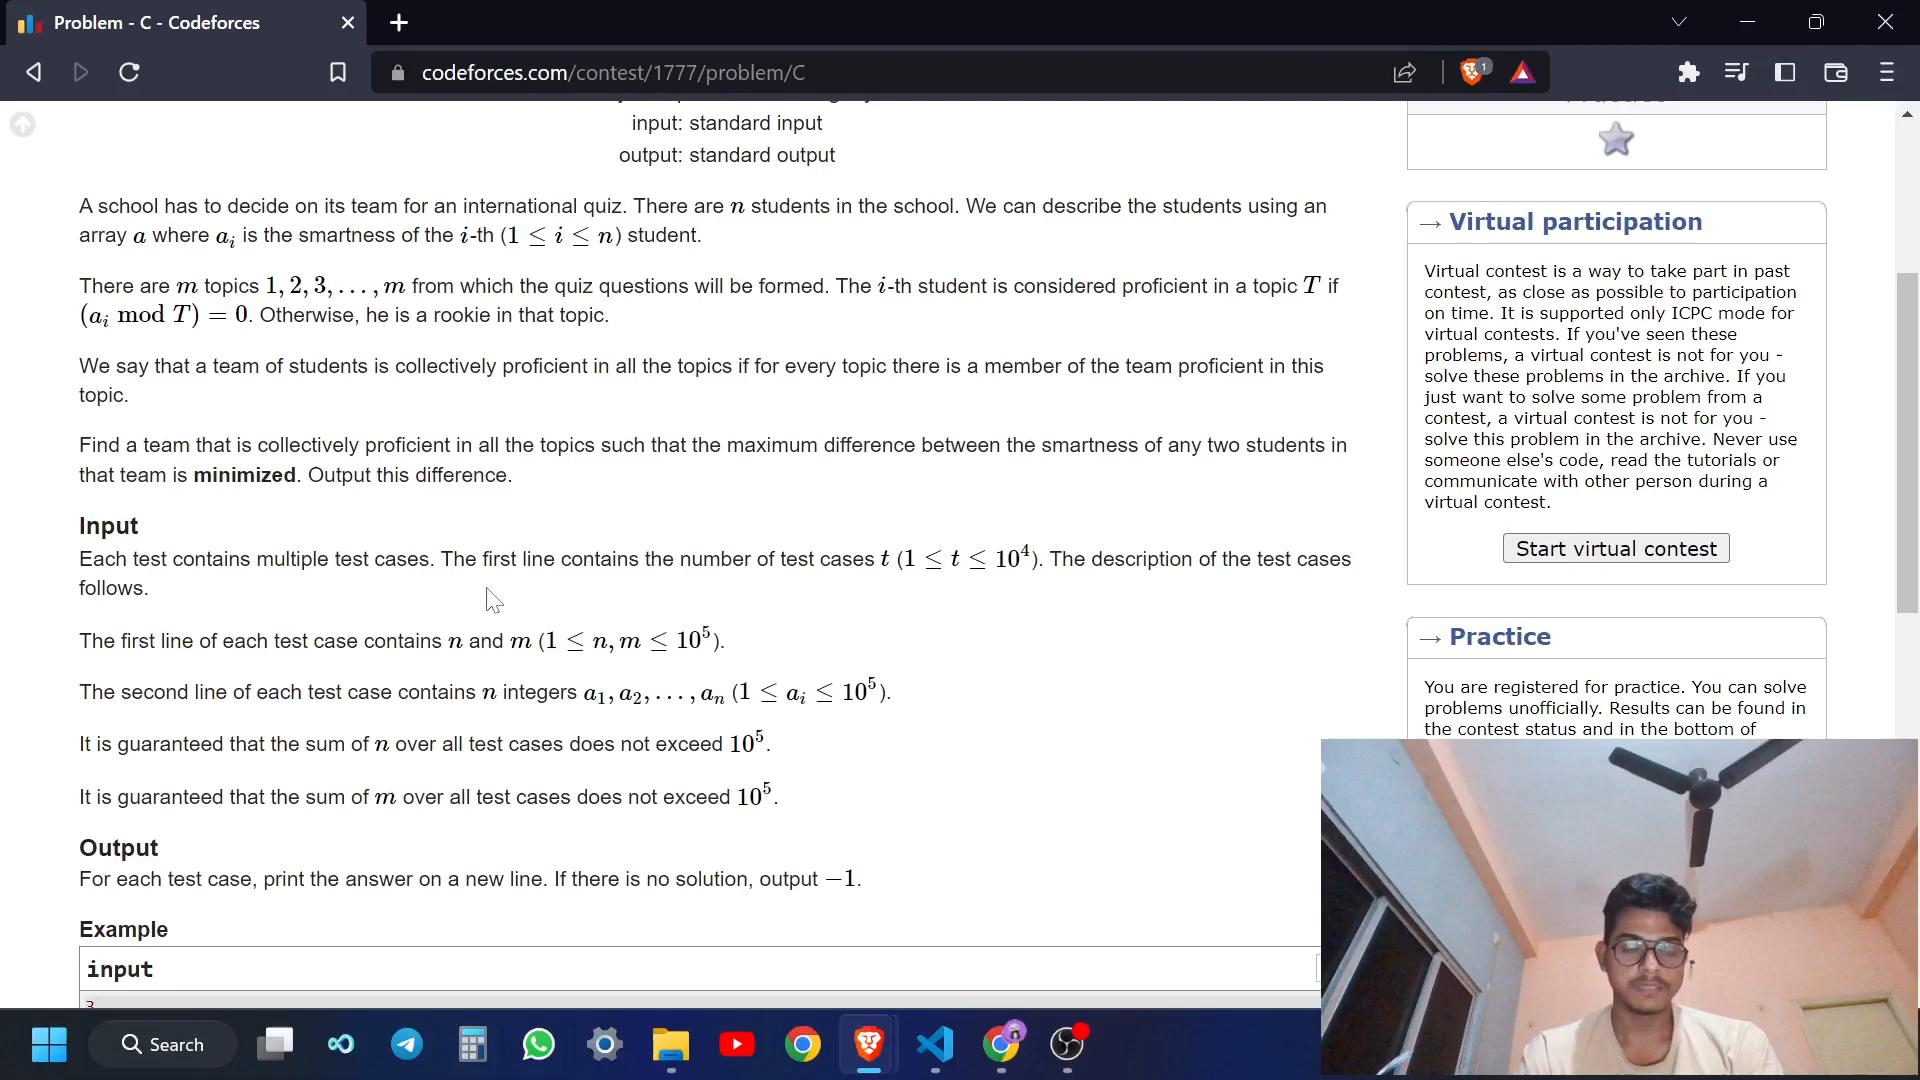 Problem - C - Codeforces
codeforces.com/contest/1777/problem/C
1
input: standard input
output: standard output
A school has to decide on its team for an international quiz. There are n students in the school. We can describe the students using an
array a where aᵢ is the smartness of the i-th (1 ≤ i ≤ n) student.
There are m topics 1, 2, 3, . . . , m from which the quiz questions will be formed. The i-th student is considered proficient in a topic T if
(aᵢ mod T) = 0. Otherwise, he is a rookie in that topic.
We say that a team of students is collectively proficient in all the topics if for every topic there is a member of the team proficient in this
topic.
Find a team that is collectively proficient in all the topics such that the maximum difference between the smartness of any two students in
that team is minimized. Output this difference.
Input
Each test contains multiple test cases. The first line contains the number of test cases t (1 ≤ t ≤ 10⁴). The description of the test cases
follows.
The first line of each test case contains n and m (1 ≤ n, m ≤ 10⁵).
The second line of each test case contains n integers a₁, a₂, . . . , aₙ (1 ≤ aᵢ ≤ 10⁵).
It is guaranteed that the sum of n over all test cases does not exceed 10⁵.
It is guaranteed that the sum of m over all test cases does not exceed 10⁵.
Output
For each test case, print the answer on a new line. If there is no solution, output −1.
Example
input
3
→ Virtual participation
Virtual contest is a way to take part in past
contest, as close as possible to participation
on time. It is supported only ICPC mode for
virtual contests. If you've seen these
problems, a virtual contest is not for you -
solve these problems in the archive. If you
just want to solve some problem from a
contest, a virtual contest is not for you -
solve this problem in the archive. Never use
someone else's code, read the tutorials or
communicate with other person during a
virtual contest.
Start virtual contest
→ Practice
You are registered for practice. You can solve
problems unofficially. Results can be found in
the contest status and in the bottom of
Search